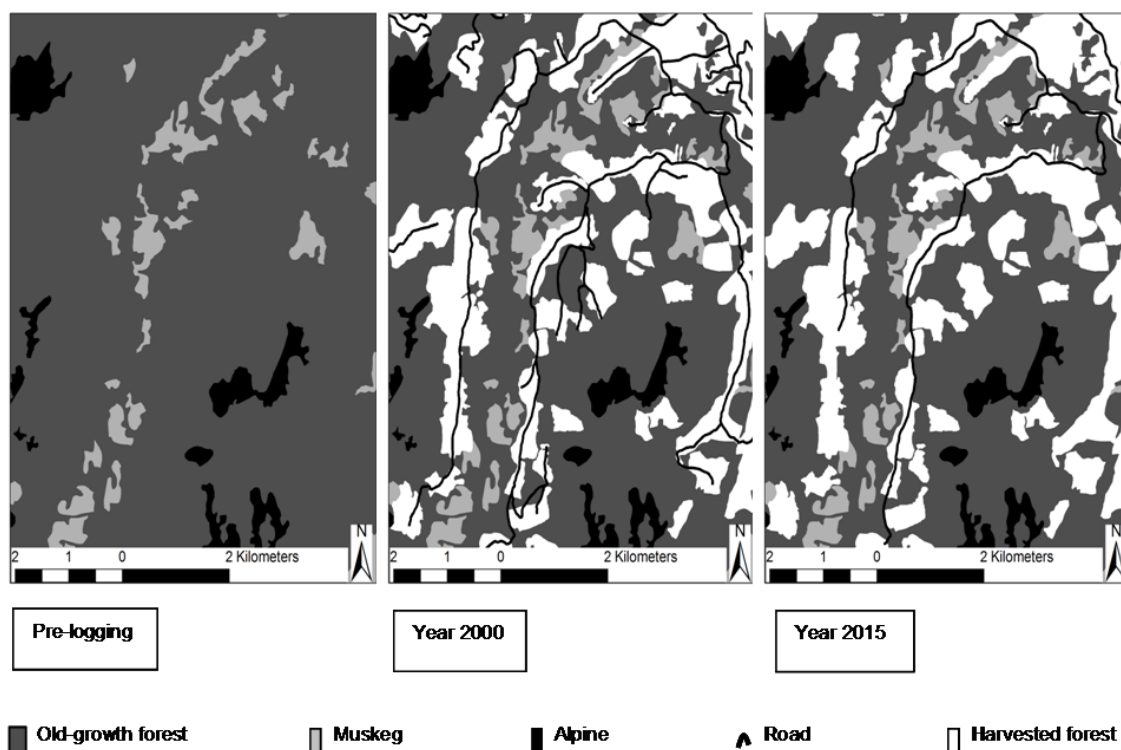 N
2 1 0 2 Kilometers
N
2 1 0 2 Kilometers
N
2 1 0 2 Kilometers
Pre-logging
Year 2000
Year 2015
Old-growth forest Muskeg Alpine Road Harvested forest